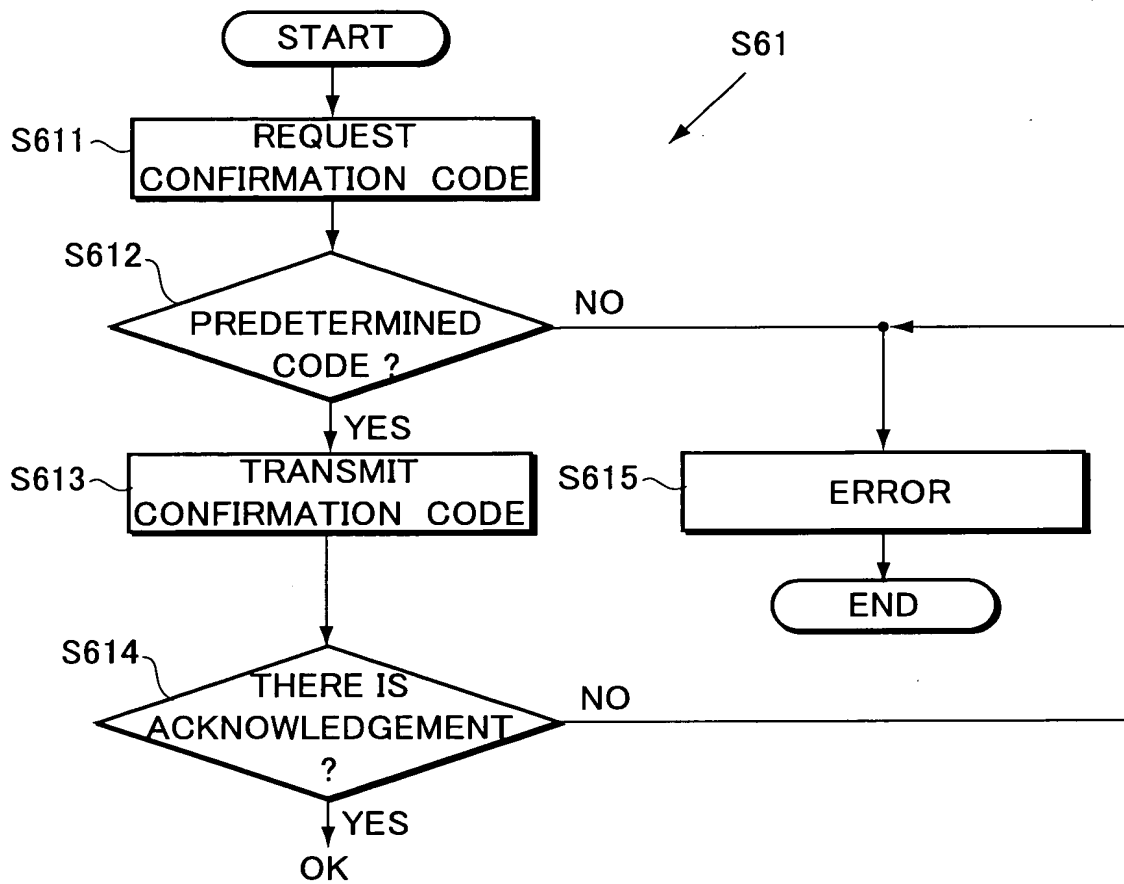 START
S61
S611
REQUEST
CONFIRMATION CODE
S612
PREDETERMINED
CODE ?
NO
YES
S613
TRANSMIT
CONFIRMATION CODE
S615
ERROR
END
S614
THERE IS
ACKNOWLEDGEMENT
?
NO
YES
OK